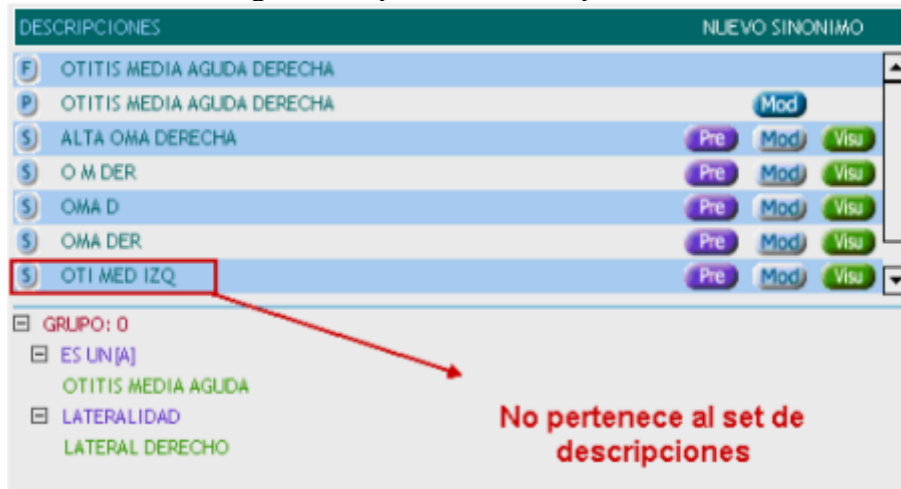 DESCRIPCIONES NUEVO SINONIMO
F OTITIS MEDIA AGUDA DERECHA
P OTITIS MEDIA AGUDA DERECHA Mod
S ALTA OMA DERECHA Pre Mod Visu
S O M DER Pre Mod Visu
S OMA D Pre Mod Visu
S OMA DER Pre Mod Visu
S OTI MED IZQ Pre Mod Visu
GRUPO: 0
ES UN[A]
OTITIS MEDIA AGUDA
LATERALIDAD
LATERAL DERECHO
No pertenece al set de
descripciones